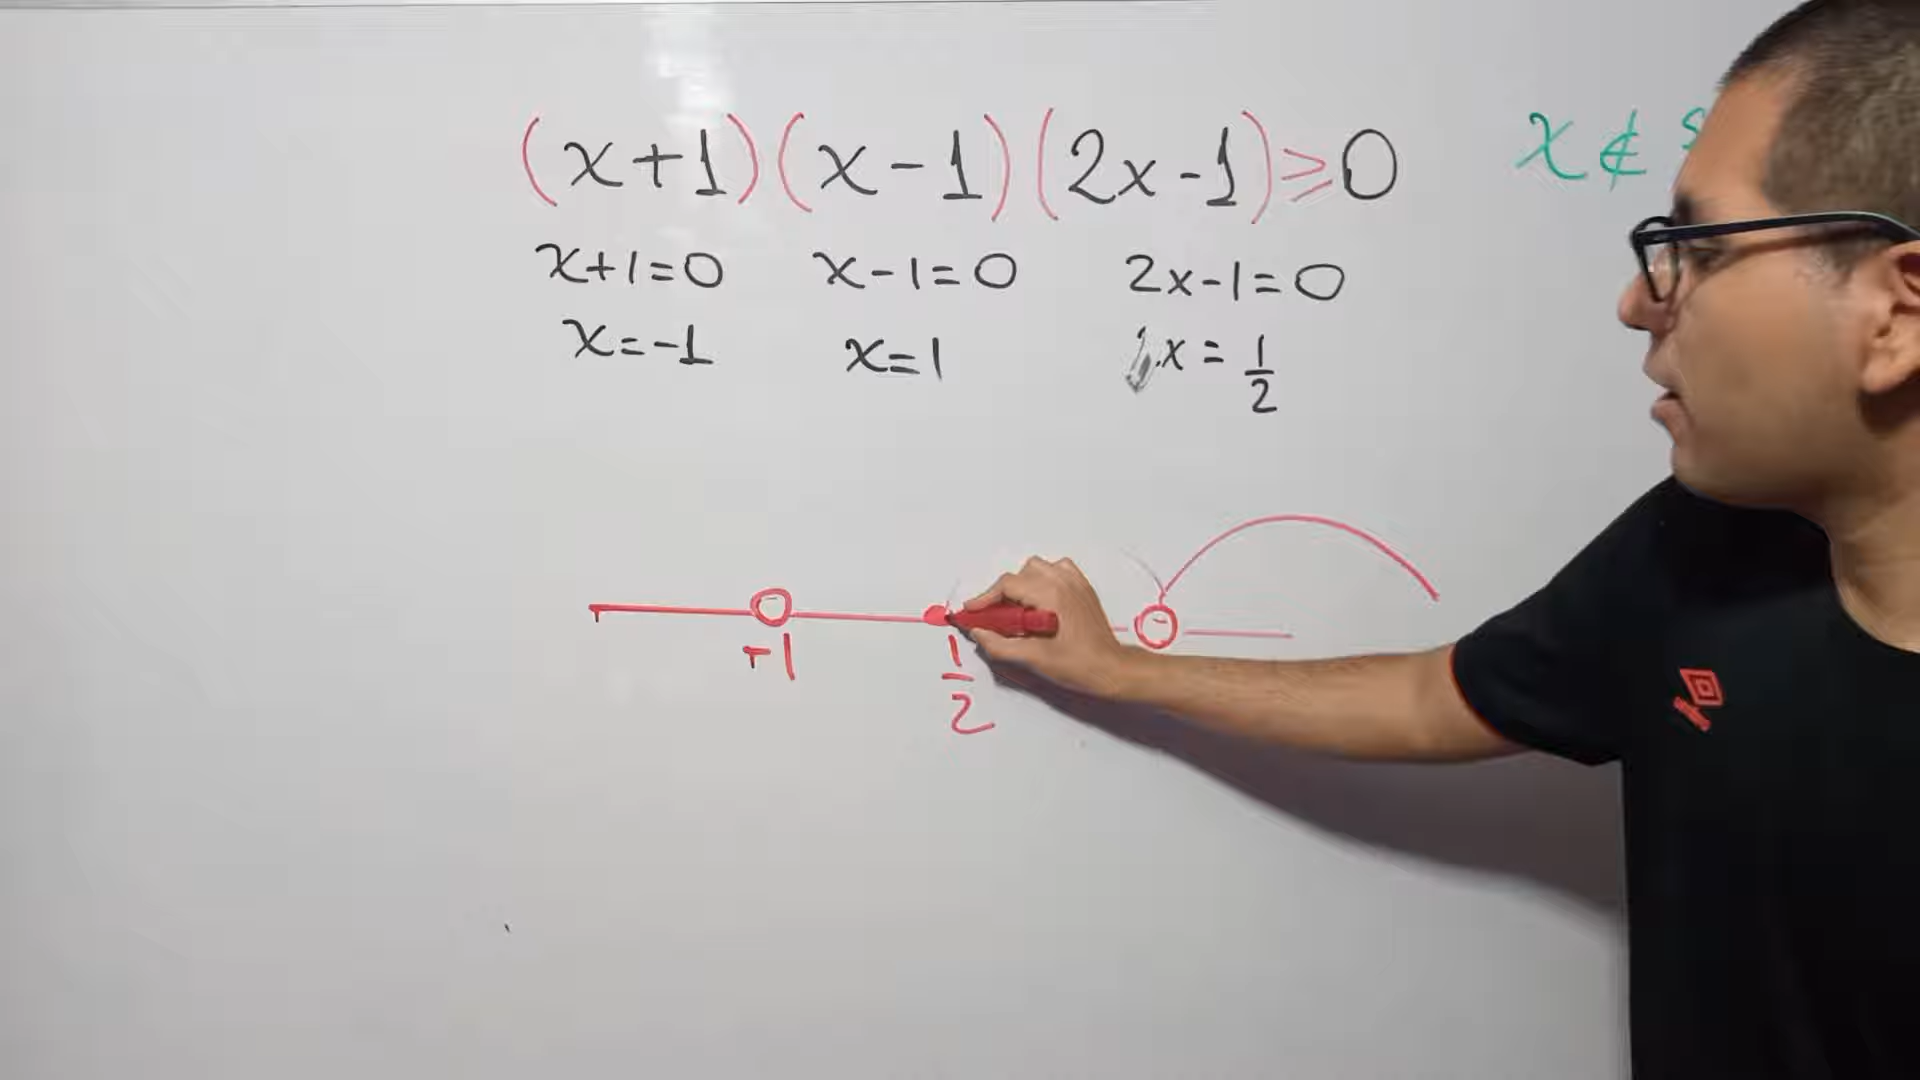 (x+1)(x-1)(2x-1)≥0 x∉
x+1=0 x-1=0 2x-1=0
x=-1 x=1 x=1/2
-1
1/2